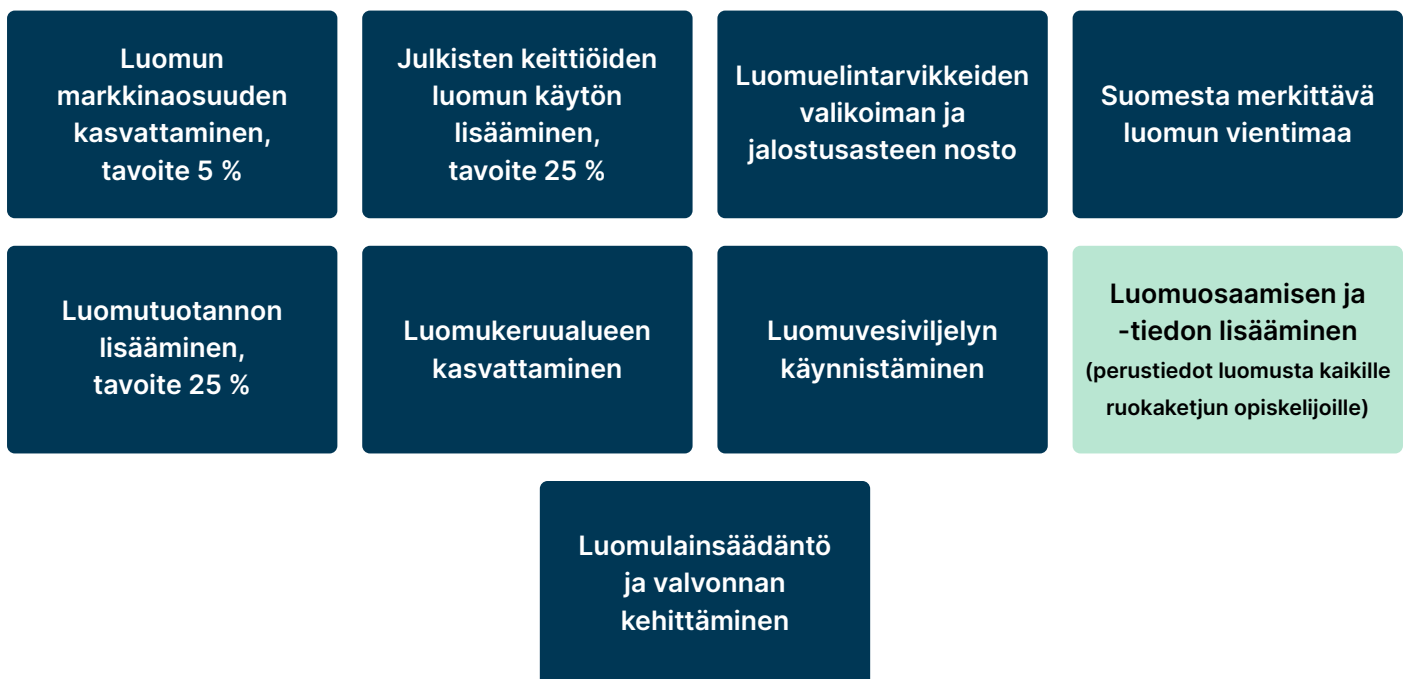 Luomun
markkinaosuuden
kasvattaminen,
tavoite 5 %
Julkisten keittiöiden
luomun käytön
lisääminen,
tavoite 25 %
Luomuelintarvikkeiden
valikoiman ja
jalostusasteen nosto
Suomesta merkittävä
luomun vientimaa
Luomutuotannon
lisääminen,
tavoite 25 %
Luomukeruualueen
kasvattaminen
Luomuvesiviljelyn
käynnistäminen
Luomuosaamisen ja
-tiedon lisääminen
(perustiedot luomusta kaikille
ruokaketjun opiskelijoille)
Luomulainsäädäntö
ja valvonnan
kehittäminen